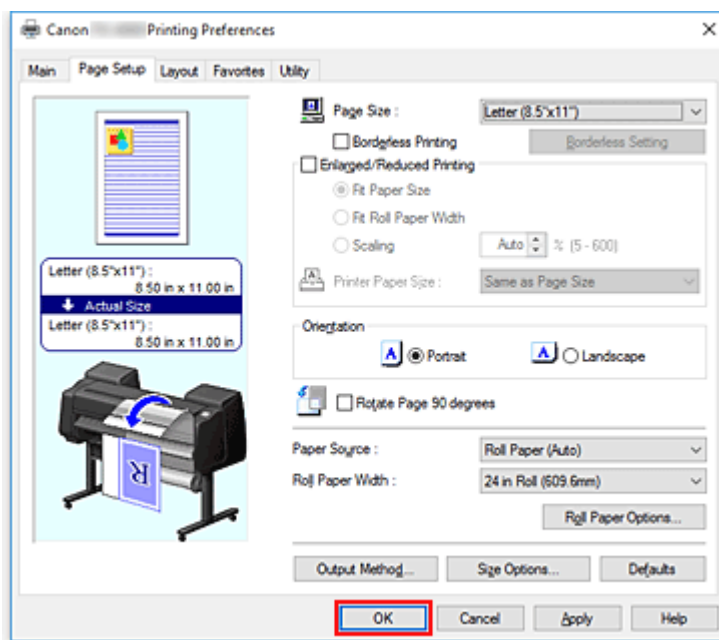 Canon Printing Preferences
Main Page Setup Layout Favorites Utility
Page Size : Letter (8.5"x11")
Borderless Printing Borderless Setting
Enlarged/Reduced Printing
Fit Paper Size
Fit Roll Paper Width
Scaling Auto % (5 - 600)
Printer Paper Size : Same as Page Size
Letter (8.5"x11") :
8.50 in x 11.00 in
Actual Size
Letter (8.5"x11") :
8.50 in x 11.00 in
Orientation
A Portrait A Landscape
Rotate Page 90 degrees
R
Paper Source : Roll Paper (Auto)
Roll Paper Width : 24 in Roll (609.6mm)
Roll Paper Options...
Output Method... Size Options... Defaults
OK Cancel Apply Help